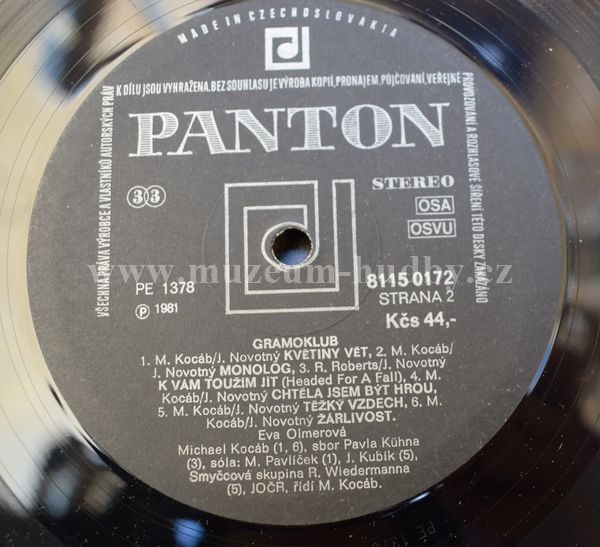 MADE IN CZECHOSLOVAKIA
VŠECHNA PRÁVA VÝROBCE A VLASTNÍKŮ AUTORSKÝCH PRÁV
K DÍLU JSOU VYHRAŽENA. BEZ SOUHLASU JE VÝROBA KOPIÍ, PRONAJEM, PŮJČOVÁNÍ, VEŘEJNÉ
PROVOZOVÁNÍ A ROZHLASOVÉ ŠÍŘENÍ TÉTO DESKY ZAKÁZÁNO
PANTON
33
STEREO
OSA
OSVU
www.muzeum-hudby.cz
PE 1378
8115 0172
℗ 1981
STRANA 2
Kčs 44,-
GRAMOKLUB
1. M. Kocáb/J. Novotný KVĚTINY VĚT, 2. M. Kocáb/
J. Novotný MONOLOG, 3. R. Roberts/J. Novotný
K VÁM TOUŽÍM JÍT (Headed For A Fall), 4. M.
Kocáb/J. Novotný CHTĚLA JSEM BÝT HROU,
5. M. Kocáb/J. Novotný TĚŽKÝ VZDECH, 6. M.
Kocáb/J. Novotný ŽÁRLIVOST.
Eva Olmerová
Michael Kocáb (1, 6), sbor Pavla Kühna
(3), sóla: M. Pavlíček (1), J. Kubík (5),
Smyčcová skupina R. Wiedermanna
(5), JOČR, řídí M. Kocáb.
PE 1378